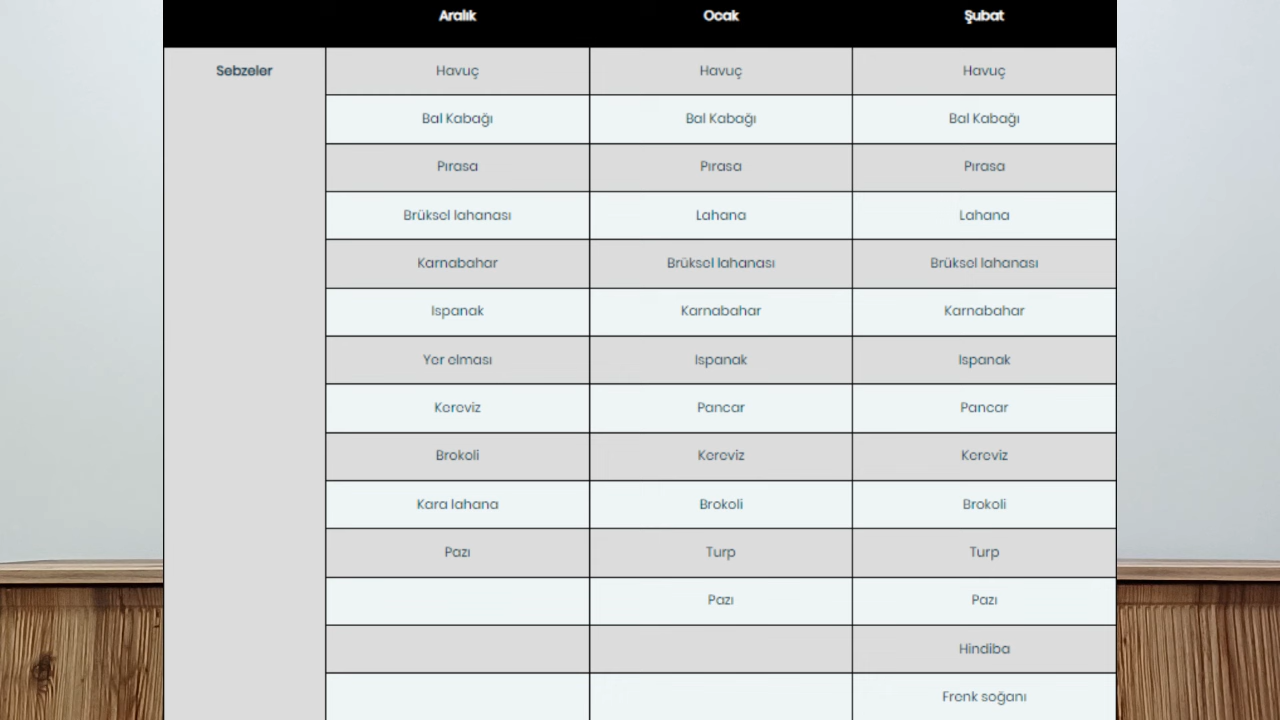 Aralık Ocak Şubat
Sebzeler Havuç Havuç Havuç
Bal Kabağı Bal Kabağı Bal Kabağı
Pırasa Pırasa Pırasa
Brüksel lahanası Lahana Lahana
Karnabahar Brüksel lahanası Brüksel lahanası
Ispanak Karnabahar Karnabahar
Yer elması Ispanak Ispanak
Kereviz Pancar Pancar
Brokoli Kereviz Kereviz
Kara lahana Brokoli Brokoli
Pazı Turp Turp
Pazı Pazı
Hindiba
Frenk soğanı